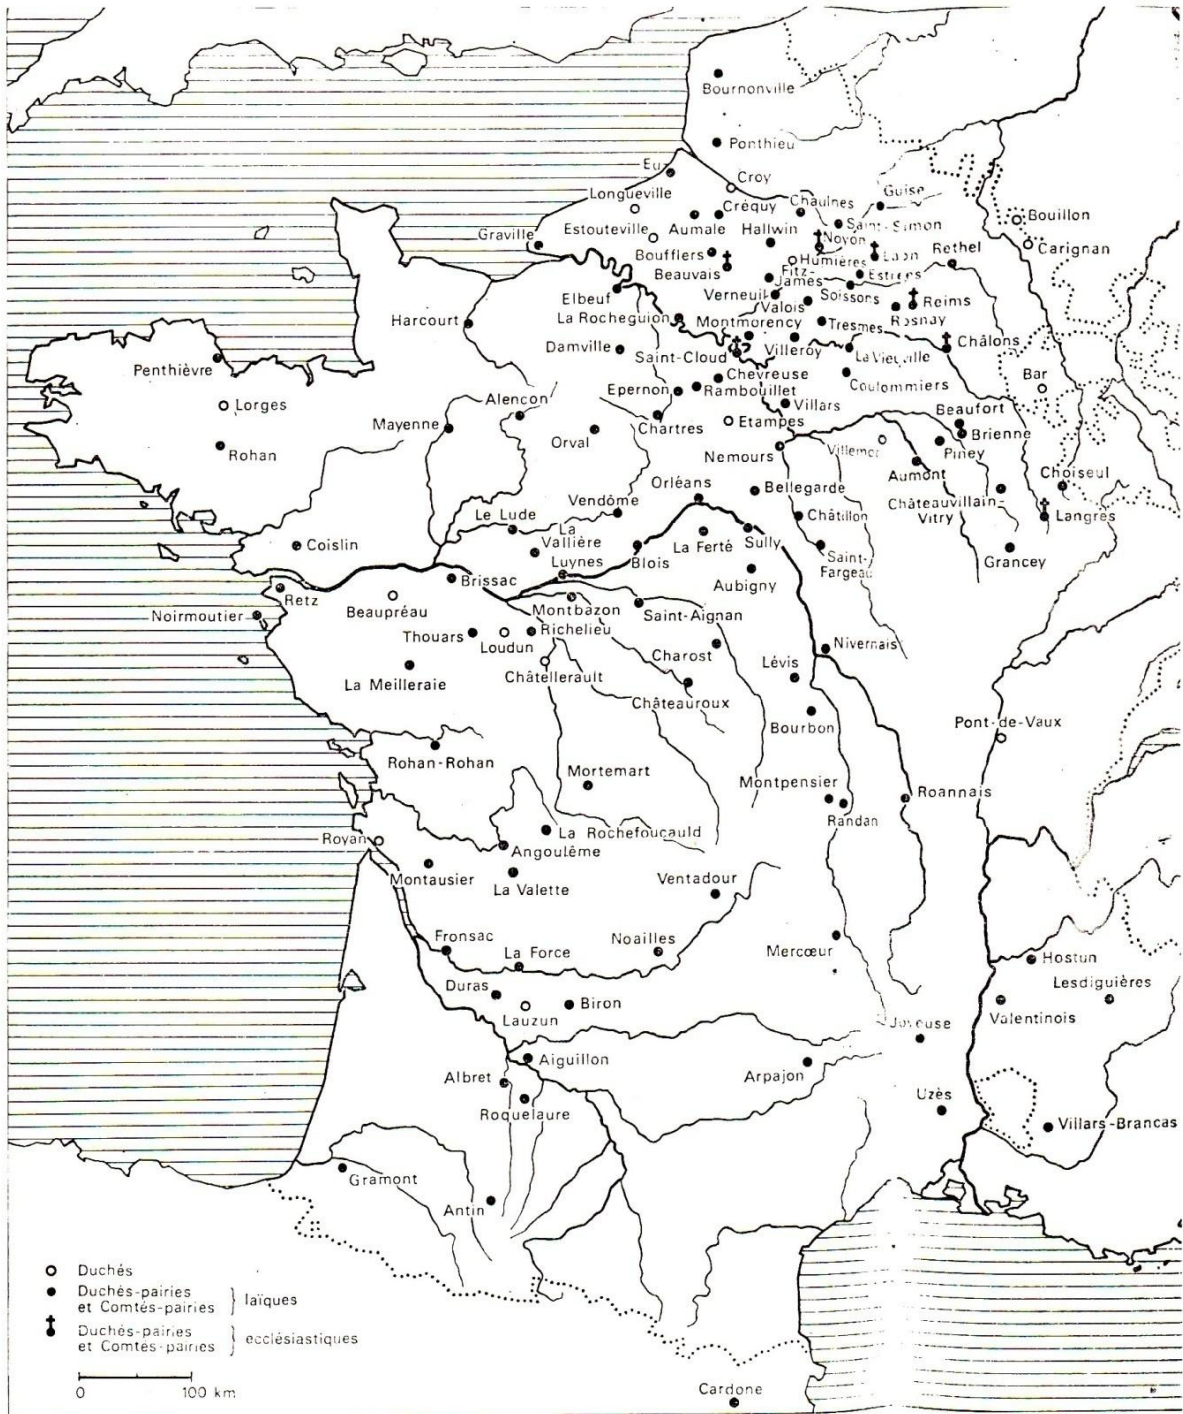 Bournonville
Ponthieu
Eu
Croy
Longueville
Guise
Créquy
Chaulnes
Bouillon
Estouteville
Aumale
Hallwin
Saint-Simon
Graville
Noyon
Carignan
Boufflers
Laon
Rethel
Beauvais
Humières
Fitz-
James
Estrées
Elbeuf
Verneuil
Valois
Soissons
Reims
La Rocheguion
Rosnay
Harcourt
Montmorency
Tresmes
Damville
Saint-Cloud
Villeroy
La Vieuville
Châlons
Penthièvre
Chevreuse
Coulommiers
Bar
Epernon
Rambouillet
Lorges
Alençon
Villars
Beaufort
Mayenne
Chartres
Etampes
Brienne
Orval
Rohan
Nemours
Piney
Aumont
Choiseul
Orléans
Bellegarde
Châteauvillain-
Vitry
Vendôme
Le Lude
Châtillon
Langres
Coislin
La
Vallière
La Ferté
Sully
Saint-
Fargeau
Grancey
Blois
Luynes
Brissac
Aubigny
Retz
Beaupréau
Montbazon
Saint-Aignan
Noirmoutier
Thouars
Richelieu
Loudun
Nivernais
Charost
Lévis
La Meilleraie
Châtellerault
Châteauroux
Bourbon
Pont-de-Vaux
Rohan-Rohan
Mortemart
Montpensier
Roannais
Randan
La Rochefoucauld
Royan
Angoulême
Montausier
La Valette
Ventadour
Fronsac
Noailles
Mercœur
La Force
Hostun
Lesdiguières
Duras
Biron
Lauzun
Valentinois
Joyeuse
Aiguillon
Albret
Arpajon
Roquelaure
Uzès
Villars-Brancas
Gramont
Antin
Duchés
Duchés-pairies
et Comtés-pairies
laïques
Duchés-pairies
et Comtés-pairies
ecclésiastiques
0 100 km
Cardone